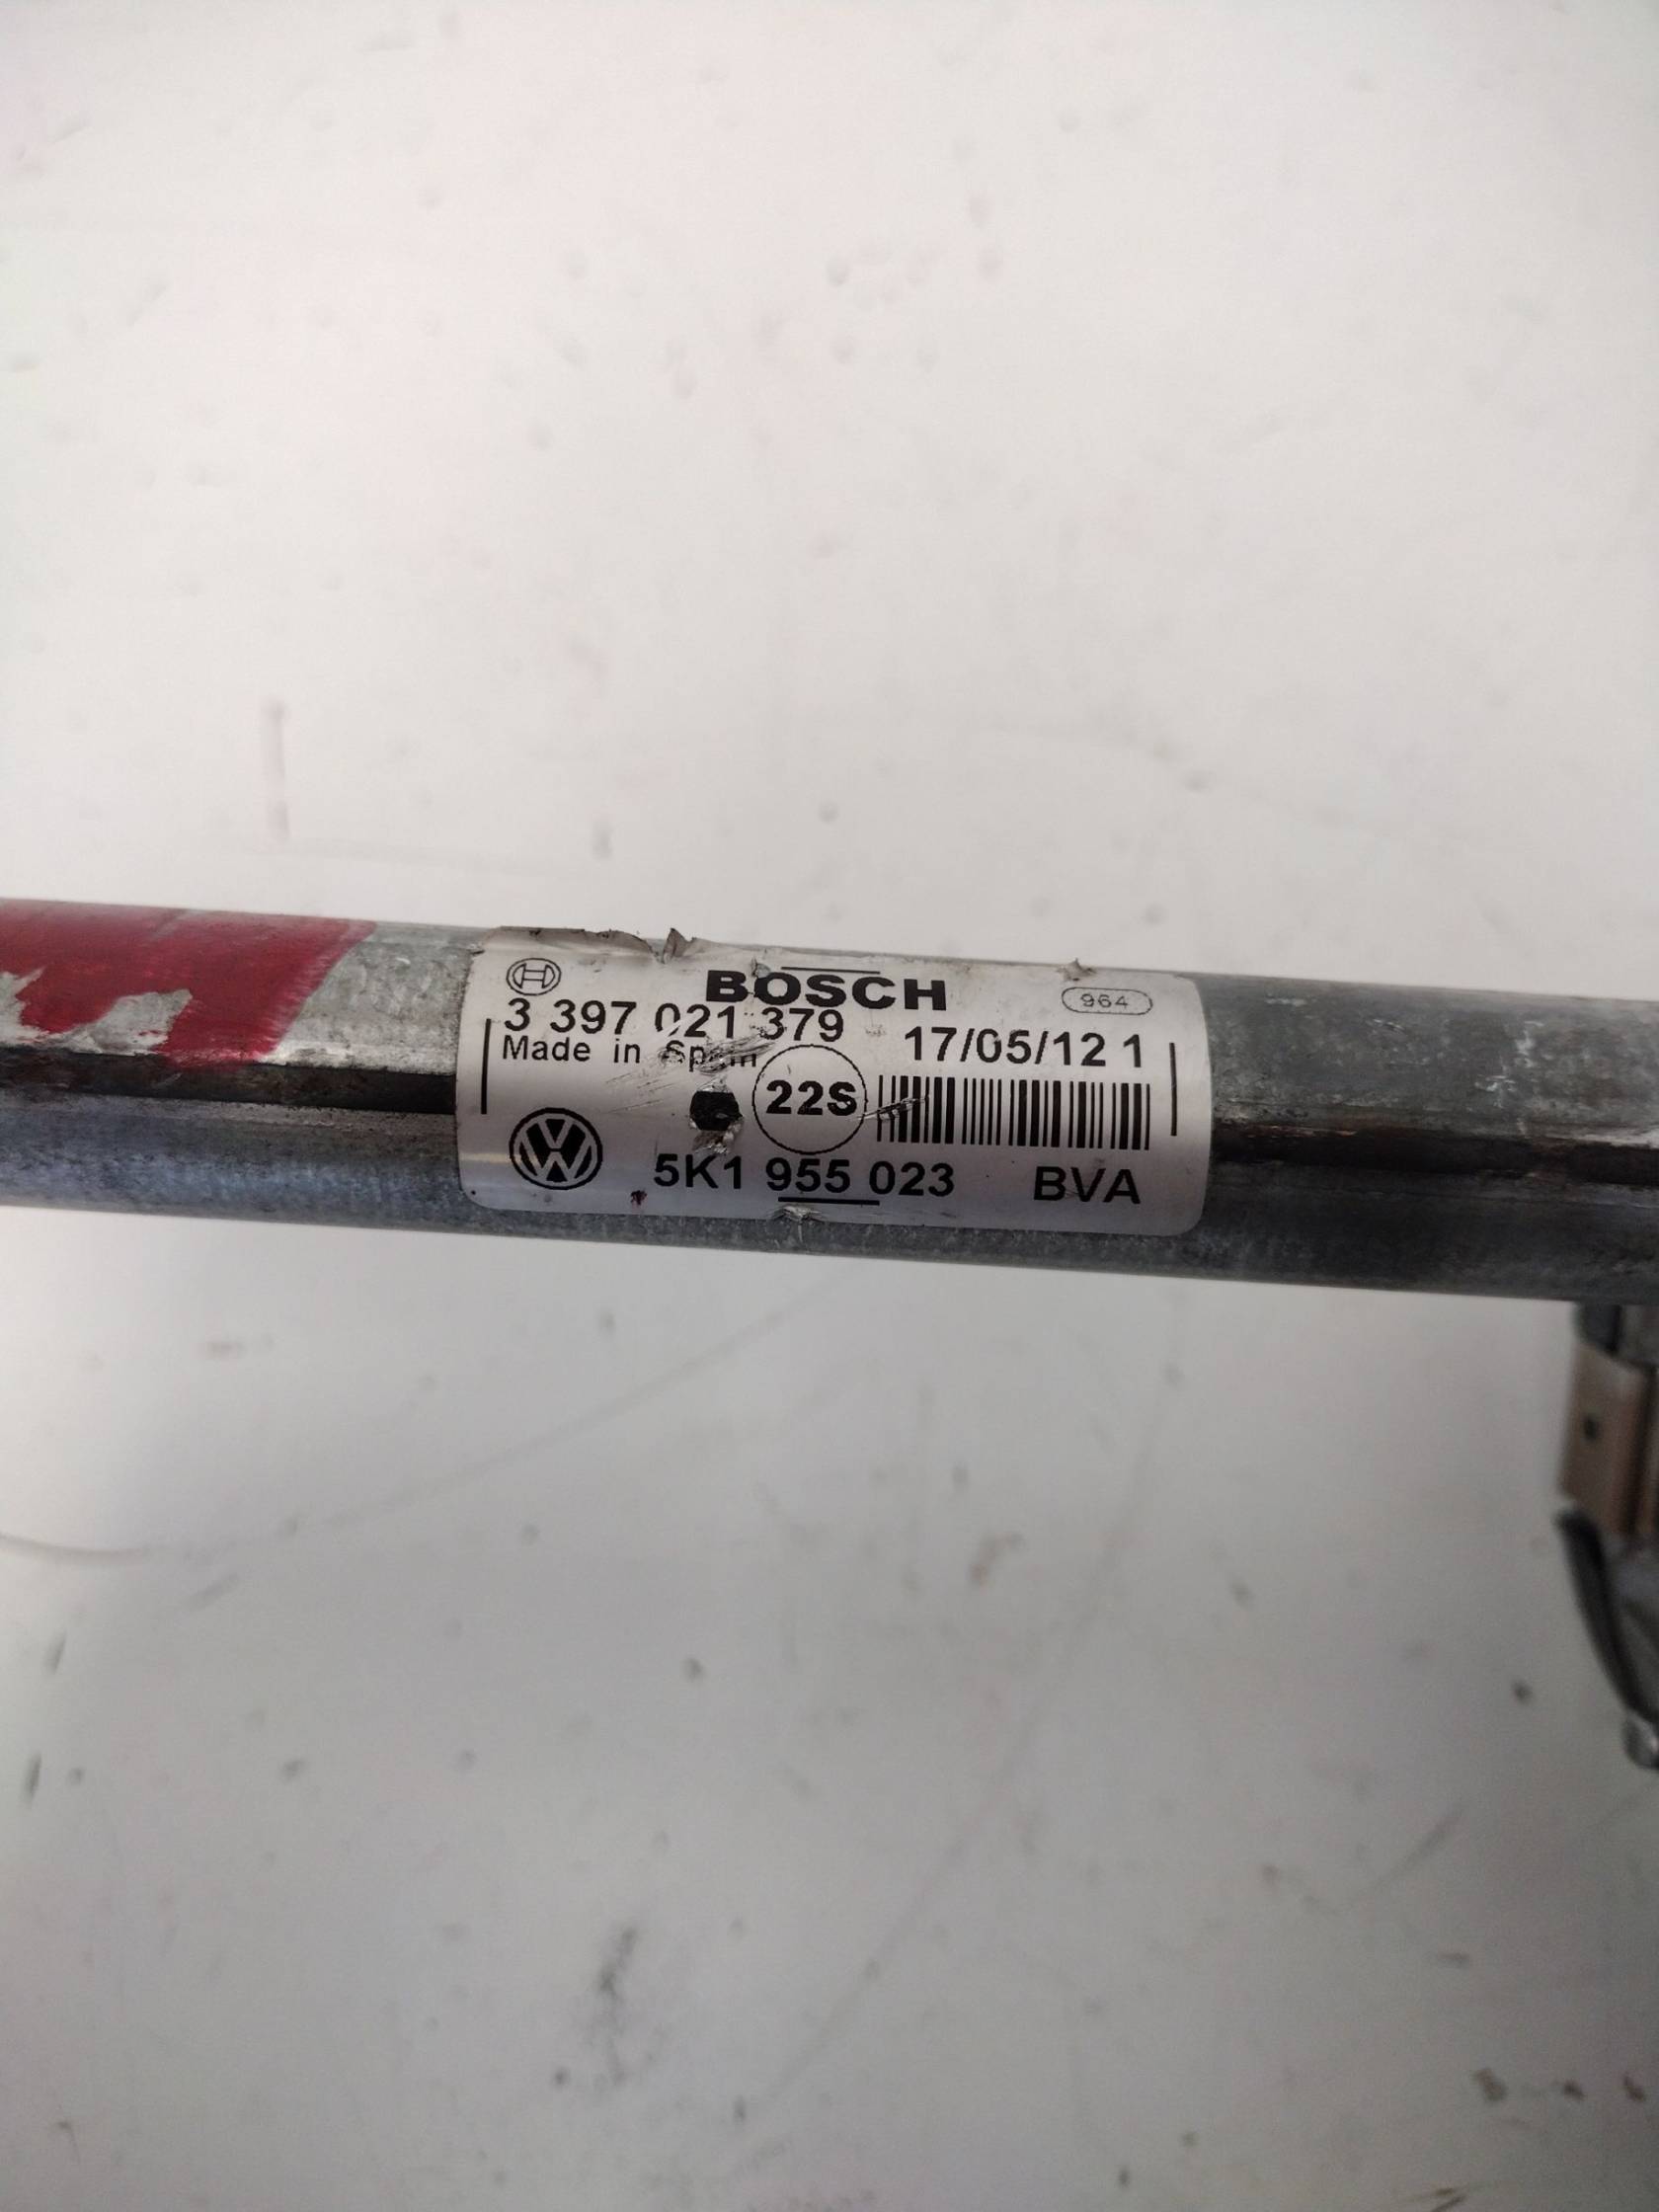 BOSCH
964
3 397 021 379
17/05/12 1
Made in Spain
22S
5K1 955 023 BVA